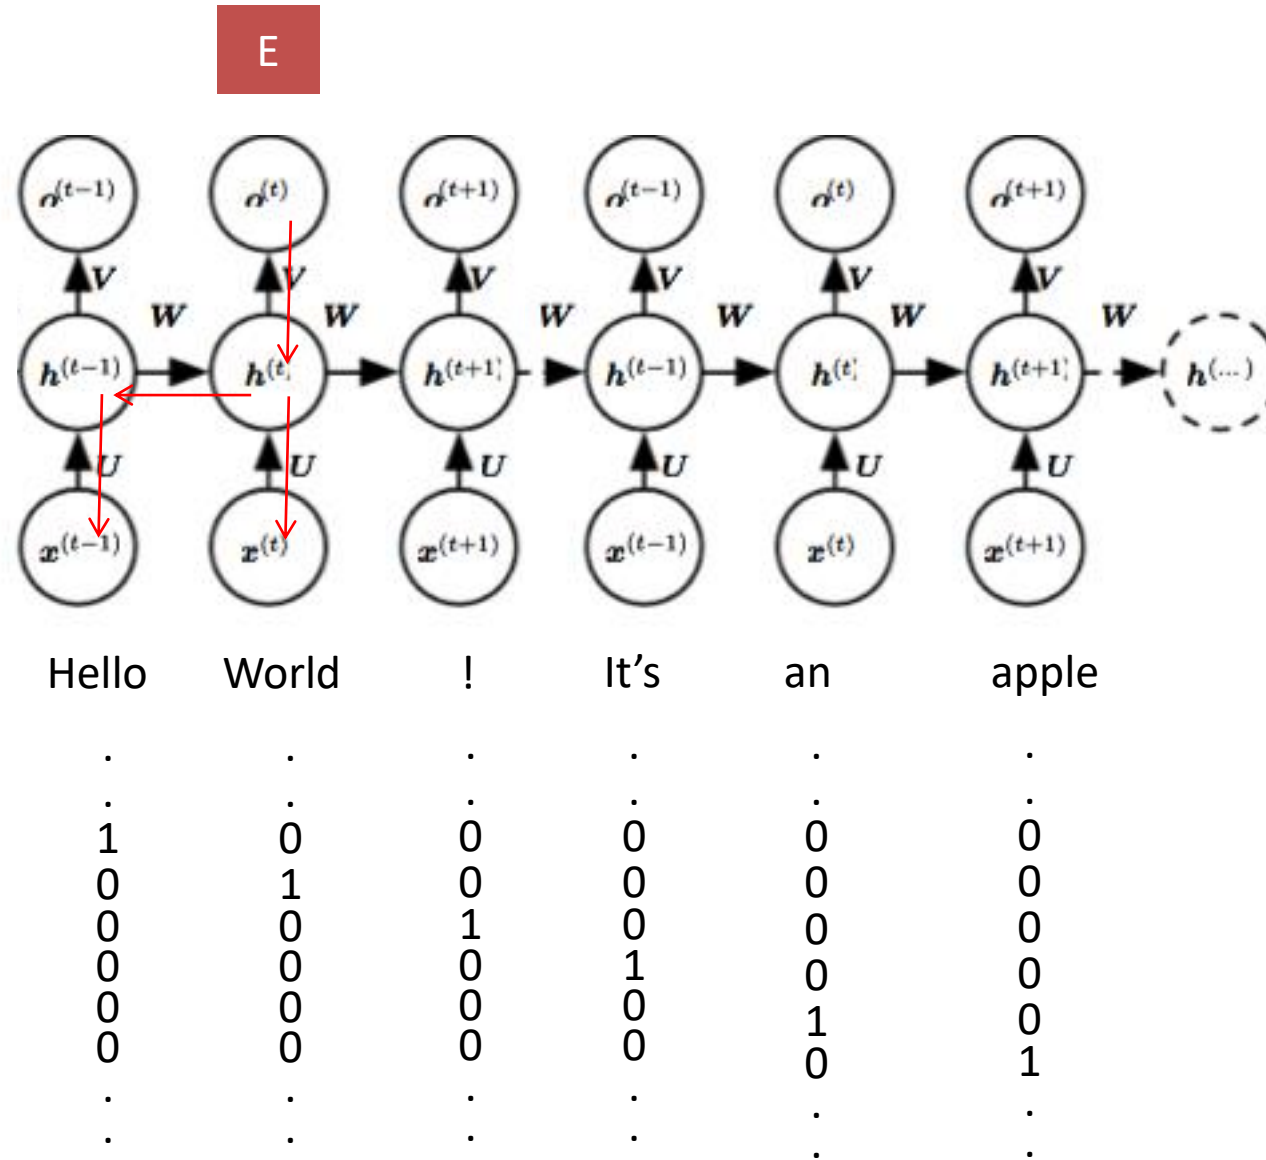 E
o(t−1) o(t) o(t+1) o(t−1) o(t) o(t+1)
V V V V V V
W W W W W W
h(t−1) h(t) h(t+1) h(t−1) h(t) h(t+1) h(...)
U U U U U U
x(t−1) x(t) x(t+1) x(t−1) x(t) x(t+1)
Hello World ! It’s an apple
. . . . . .
. . . . . .
1 0 0 0 0 0
0 1 0 0 0 0
0 0 1 0 0 0
0 0 0 1 0 0
0 0 0 0 1 0
0 0 0 0 0 1
. . . . . .
. . . . . .